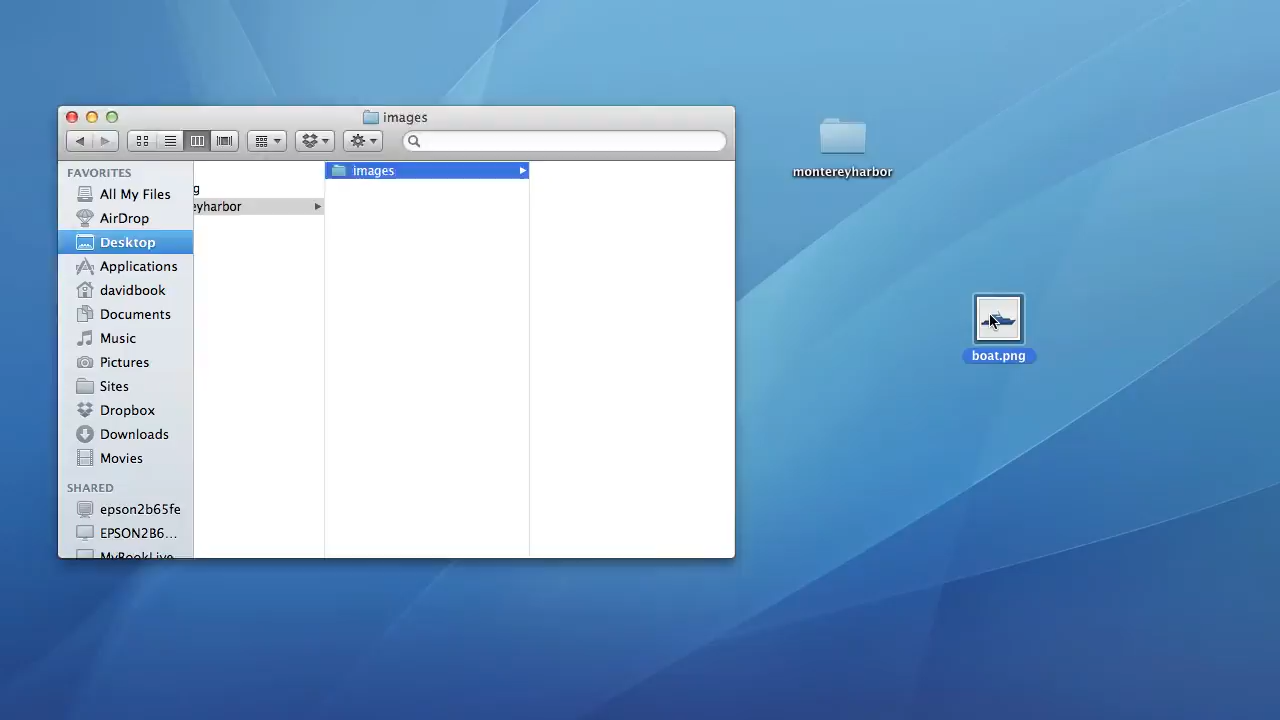 images
FAVORITES
All My Files
AirDrop
Desktop
Applications
davidbook
Documents
Music
Pictures
Sites
Dropbox
Downloads
Movies
SHARED
epson2b65fe
EPSON2B6...
MyBookLive
g
eyharbor
images
montereyharbor
boat.png